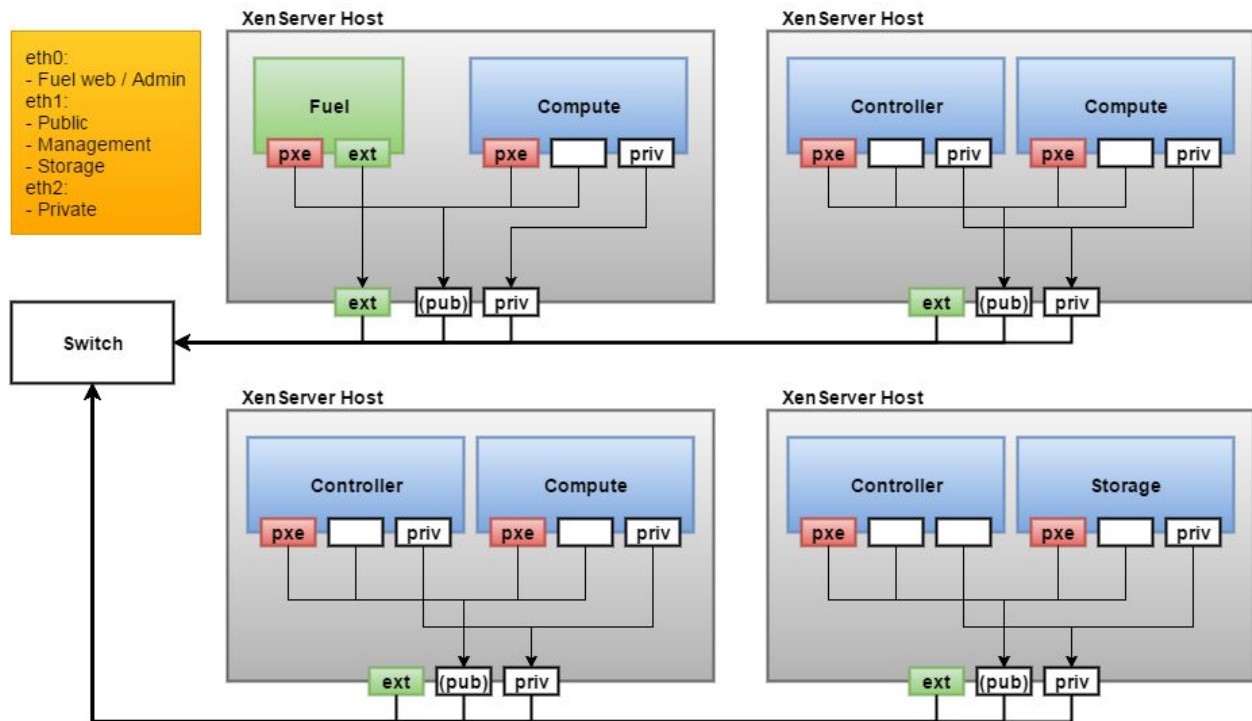 XenServer Host
XenServer Host
eth0:
- Fuel web / Admin
eth1:
- Public
- Management
- Storage
eth2:
- Private
Fuel
Compute
Controller
Compute
pxe
ext
pxe
priv
pxe
priv
pxe
priv
ext
(pub)
priv
ext
(pub)
priv
Switch
XenServer Host
XenServer Host
Controller
Compute
Controller
Storage
pxe
priv
pxe
priv
pxe
pxe
priv
ext
(pub)
priv
ext
(pub)
priv